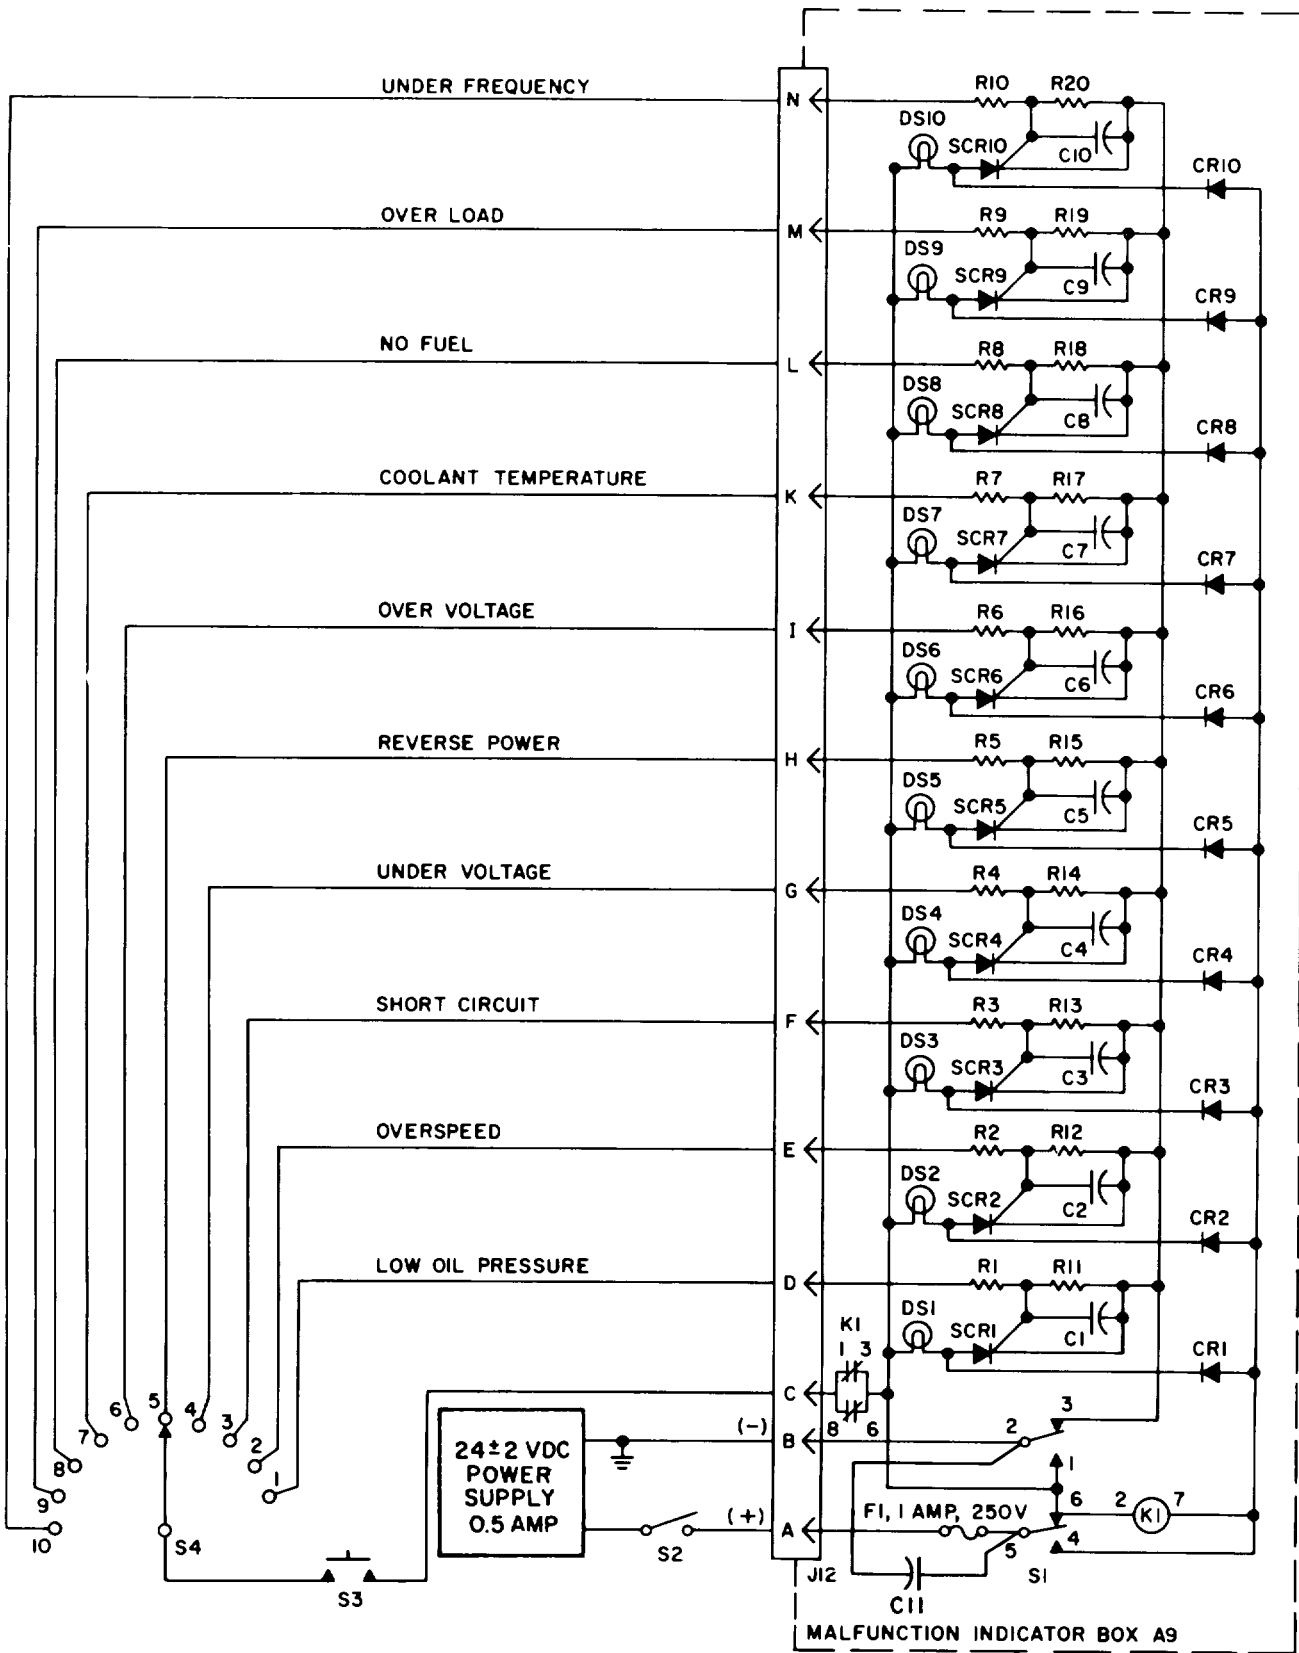 UNDER FREQUENCY
N
R10
R20
DS10
SCR10
C10
CR10
OVER LOAD
M
R9
R19
DS9
SCR9
C9
CR9
NO FUEL
L
R8
R18
DS8
SCR8
C8
CR8
COOLANT TEMPERATURE
K
R7
R17
DS7
SCR7
C7
CR7
OVER VOLTAGE
I
R6
R16
DS6
SCR6
C6
CR6
REVERSE POWER
H
R5
R15
DS5
SCR5
C5
CR5
UNDER VOLTAGE
G
R4
R14
DS4
SCR4
C4
CR4
SHORT CIRCUIT
F
R3
R13
DS3
SCR3
C3
CR3
OVERSPEED
E
R2
R12
DS2
SCR2
C2
CR2
LOW OIL PRESSURE
D
R1
R11
DS1
SCR1
C1
CR1
K1
1 3
C
8 6
10
9
8
7
6
5
4
3
2
1
S4
S3
24±2 VDC
POWER
SUPPLY
0.5 AMP
(-)
B
2
3
1
(+)
A
S2
F1, 1 AMP, 250V
5
6
4
2
K1
7
S1
J12
C11
MALFUNCTION INDICATOR BOX A9